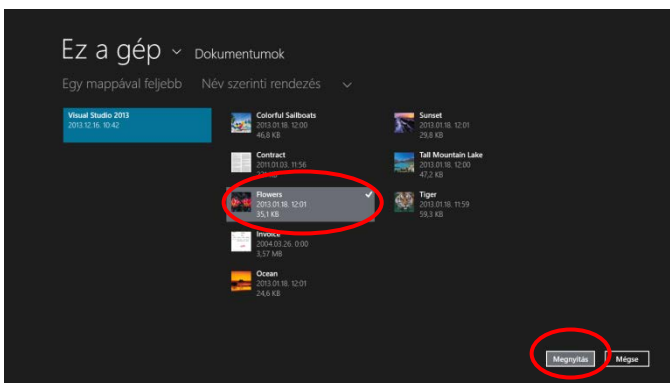 Ez a gép
Dokumentumok
Egy mappával feljebb
Név szerinti rendezés
Visual Studio 2013
2013.12.16. 10:42
Colorful Sailboats
2013.01.18. 12:00
46,8 KB
Contract
2011.01.03. 11:56
KB
Flowers
2013.01.18. 12:01
35,1 KB
Invoice
2004.03.26. 0:00
3,57 MB
Ocean
2013.01.18. 12:01
24,6 KB
Sunset
2013.01.18. 12:01
29,8 KB
Tall Mountain Lake
2013.01.18. 12:00
47,2 KB
Tiger
2013.01.18. 11:59
59,3 KB
Megnyitás
Mégse